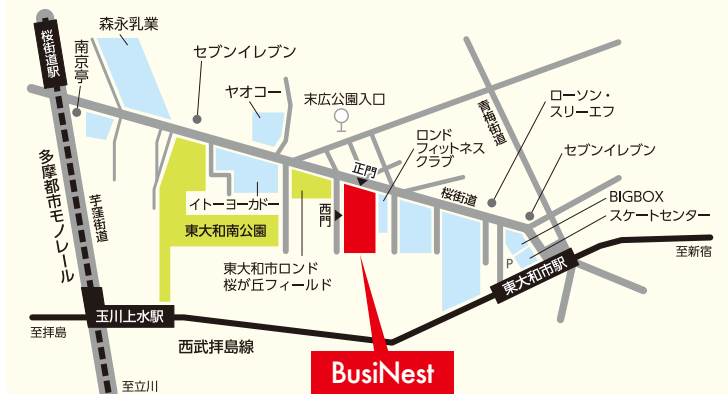 森永乳業
桜街道駅
南京亭
セブンイレブン
ヤオコー
末広公園入口
青梅街道
ローソン・
スリーエフ
ロンド
フィットネス
クラブ
セブンイレブン
正門
桜街道
BIGBOX
スケートセンター
多摩都市モノレール
芋窪街道
イトーヨーカドー
西門
東大和南公園
東大和市ロンド
桜が丘フィールド
P
東大和市駅
至新宿
玉川上水駅
至拝島
西武拝島線
至立川
BusiNest